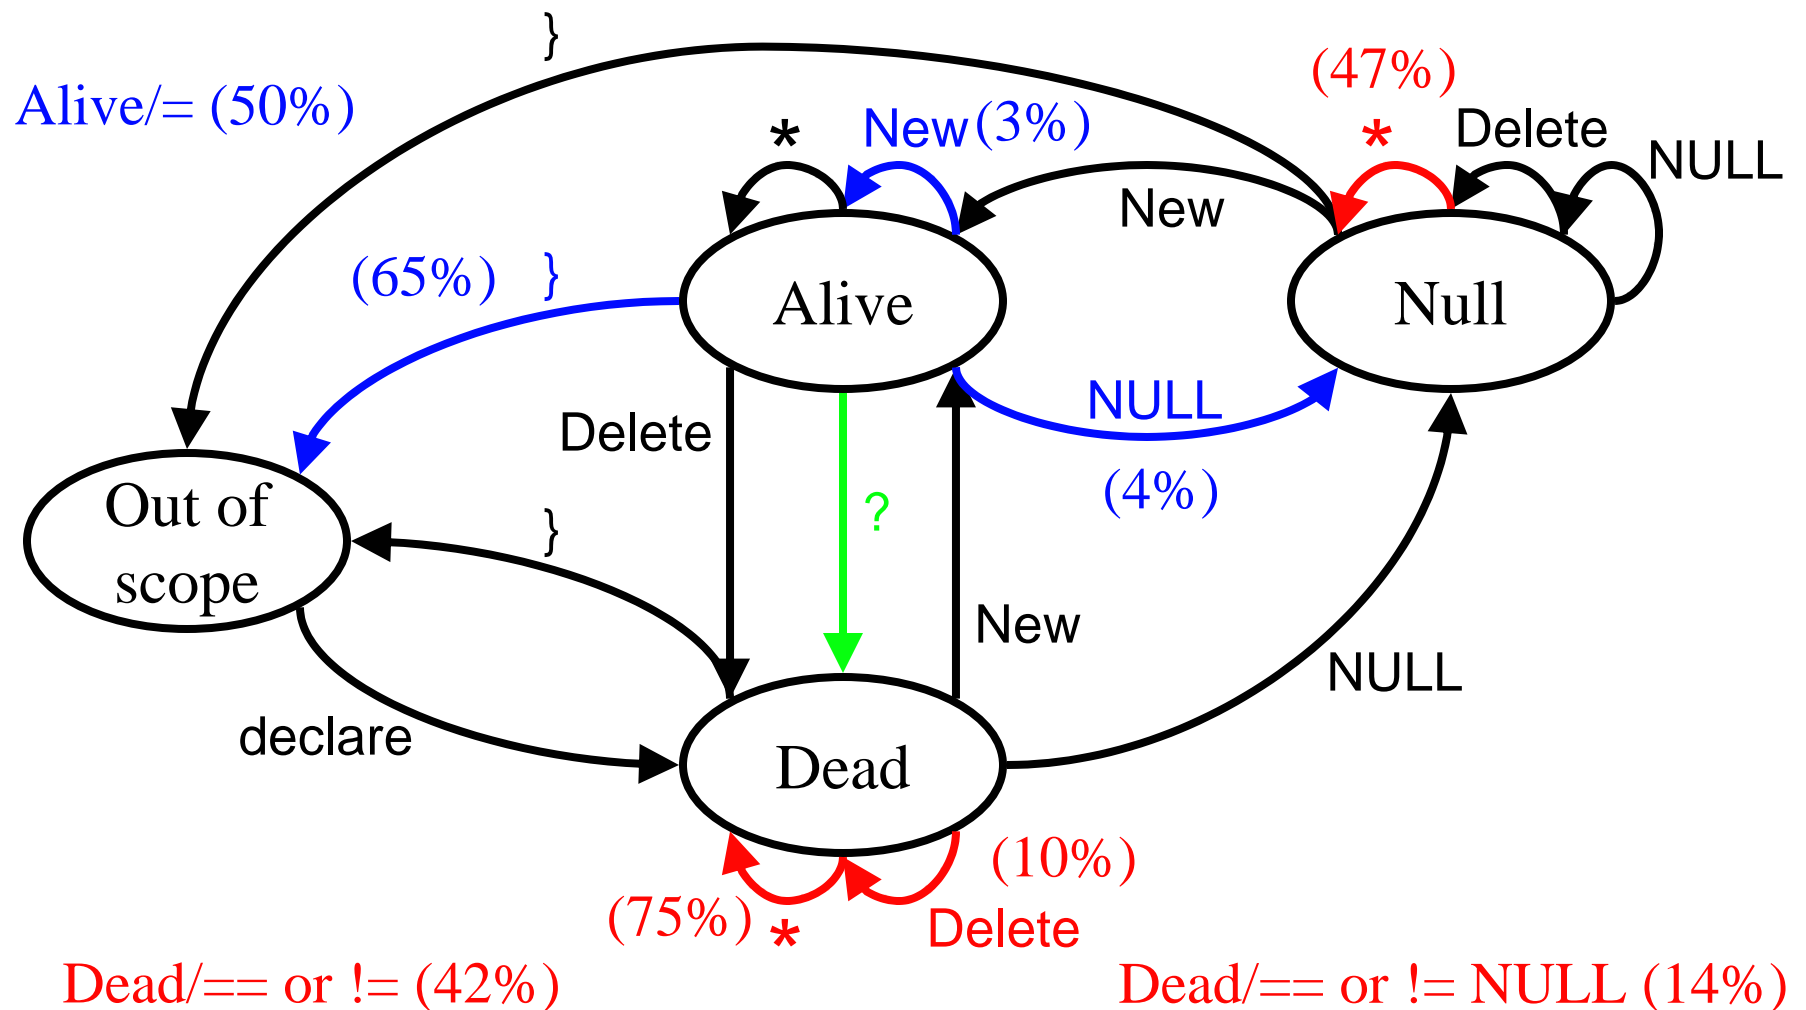 }
(47%)
Alive/= (50%)
*
New (3%)
*
Delete
NULL
New
(65%) }
Alive
Null
NULL
Delete
(4%)
Out of
scope
?
}
New
NULL
declare
Dead
(10%)
(75%) *
Delete
Dead/== or != (42%)
Dead/== or != NULL (14%)